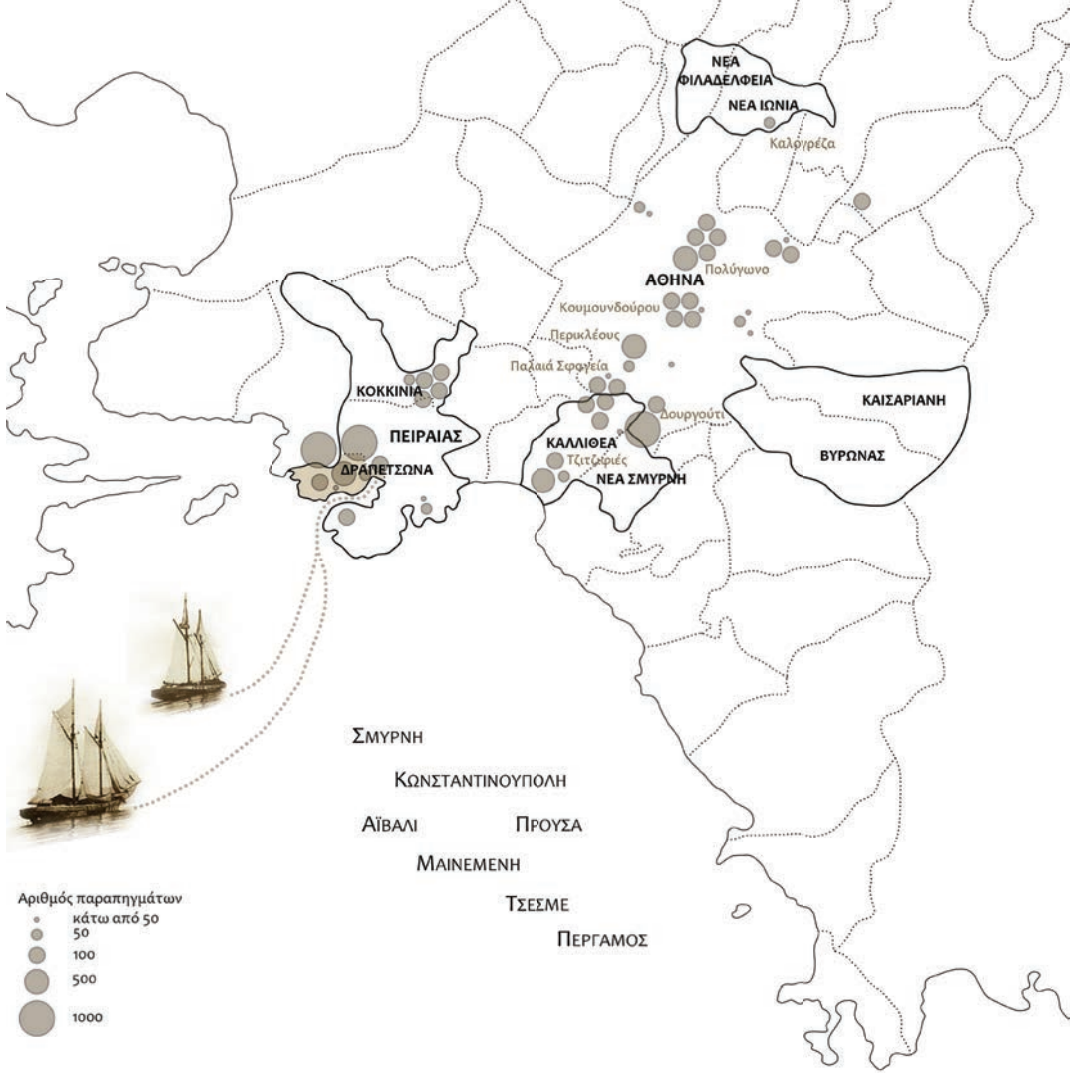 ΝΕΑ
ΦΙΛΑΔΕΛΦΕΙΑ
ΝΕΑ ΙΩΝΙΑ
Καλογρέζα
Πολύγωνο
ΑΘΗΝΑ
Κουμουνδούρου
Περικλέους
Παλαιά Σφαγεία
ΚΟΚΚΙΝΙΑ
ΚΑΙΣΑΡΙΑΝΗ
Δουργούτι
ΠΕΙΡΑΙΑΣ
ΚΑΛΛΙΘΕΑ
ΒΥΡΩΝΑΣ
Τζιτζιφιές
ΔΡΑΠΕΤΣΩΝΑ
ΝΕΑ ΣΜΥΡΝΗ
ΣΜΥΡΝΗ
ΚΩΝΣΤΑΝΤΙΝΟΥΠΟΛΗ
ΑΪΒΑΛΙ
ΠΡΟΥΣΑ
ΜΑΙΝΕΜΕΝΗ
ΤΣΕΣΜΕ
ΠΕΡΓΑΜΟΣ
Αριθμός παραπηγμάτων
κάτω από 50
50
100
500
1000